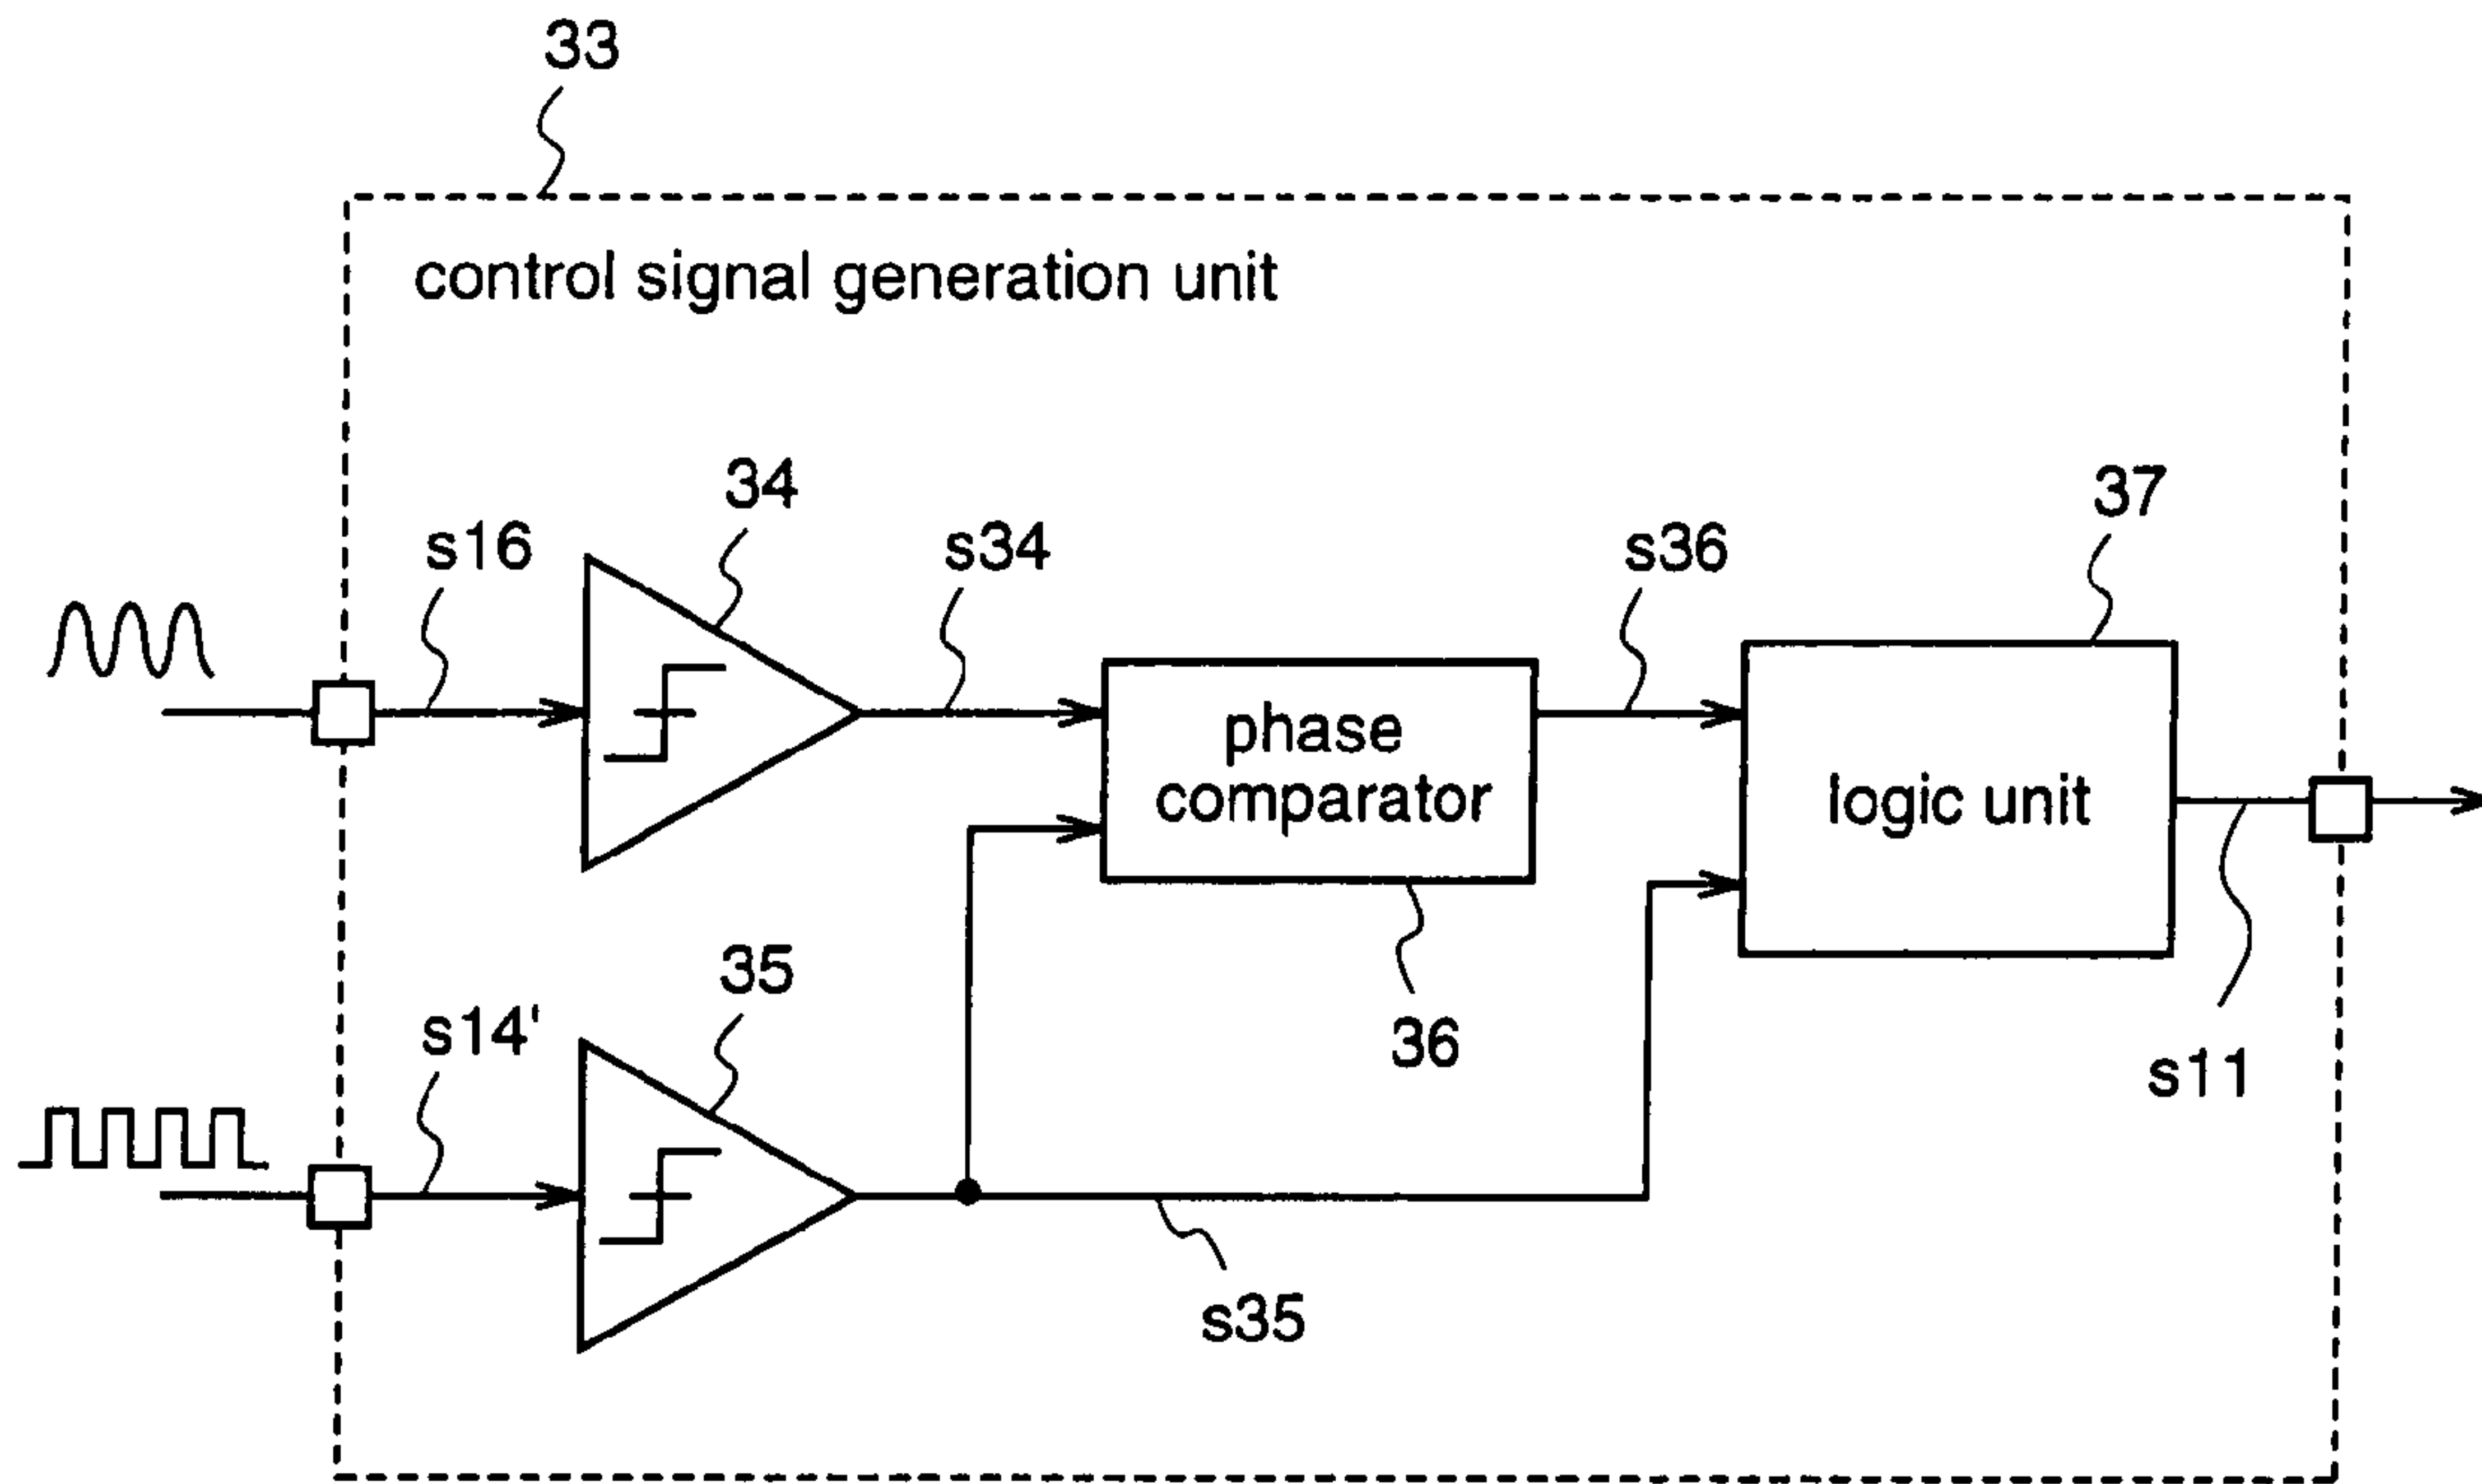 33
control signal generation unit
34
37
s16
s34
s36
phase
comparator
logic unit
35
s14'
36
s11
s35